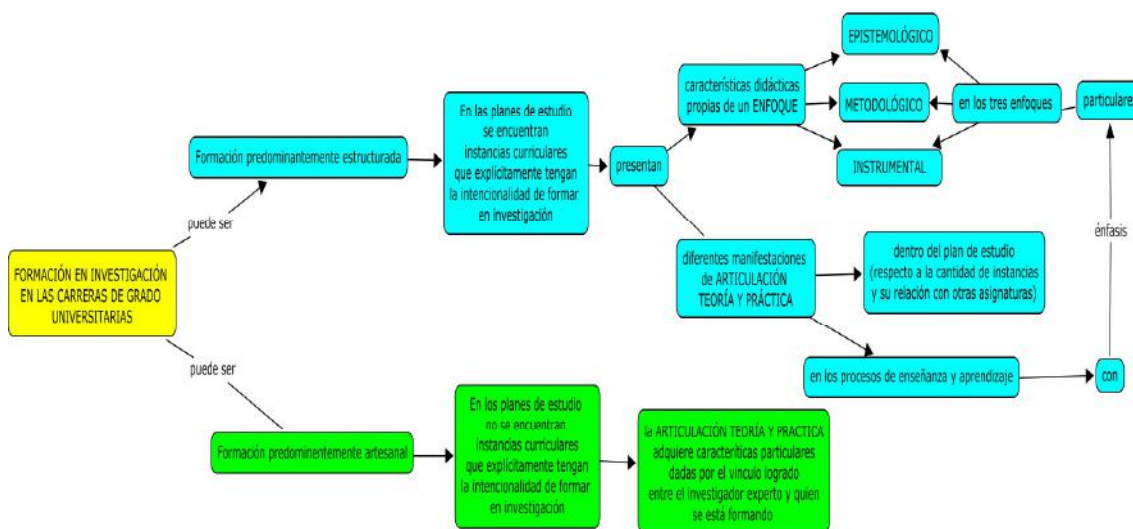 FORMACIÓN EN INVESTIGACIÓN
EN LAS CARRERAS DE GRADO
UNIVERSITARIAS
puede ser
Formación predominantemente estructurada
En las planes de estudio
se encuentran
instancias curriculares
que explícitamente tengan
la intencionalidad de formar
en investigación
presentan
características didácticas
propias de un ENFOQUE
EPISTEMOLÓGICO
METODOLÓGICO
INSTRUMENTAL
en los tres enfoques
particulares
énfasis
diferentes manifestaciones
de ARTICULACIÓN
TEORÍA Y PRÁCTICA
dentro del plan de estudio
(respecto a la cantidad de instancias
y su relación con otras asignaturas)
en los procesos de enseñanza y aprendizaje
con
puede ser
Formación predominentemente artesanal
En los planes de estudio
no se encuentran
instancias curriculares
que explícitamente tengan
la intencionalidad de formar
en investigación
la ARTICULACIÓN TEORÍA Y PRACTICA
adquiere caracteríticas particulares
dadas por el vínculo logrado
entre el investigador experto y quien
se está formando